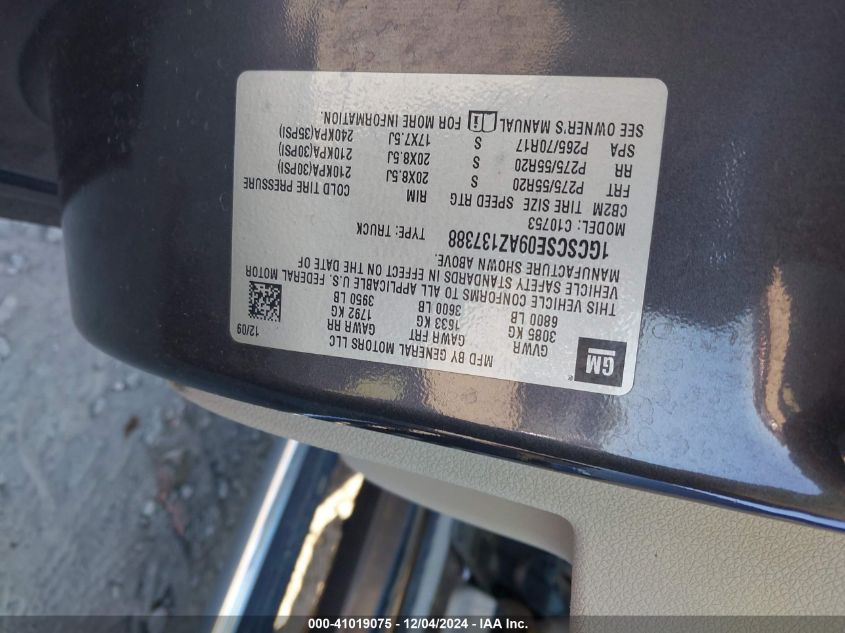 MFD BY GENERAL MOTORS LLC
12/09
GM
®
GVWR GAWR FRT GAWR RR
3085 KG 1633 KG 1792 KG
6800 LB 3600 LB 3950 LB
THIS VEHICLE CONFORMS TO ALL APPLICABLE U.S. FEDERAL MOTOR
VEHICLE SAFETY STANDARDS IN EFFECT ON THE DATE OF
MANUFACTURE SHOWN ABOVE.
1GCSCSE09AZ137388 TYPE: TRUCK
MODEL: C10753
CB2M TIRE SIZE SPEED RTG RIM COLD TIRE PRESSURE
FRT P275/55R20 S 20X8.5J 210KPA(30PSI)
RR P275/55R20 S 20X8.5J 210KPA(30PSI)
SPA P265/70R17 S 17X7.5J 240KPA(35PSI)
SEE OWNER'S MANUAL i FOR MORE INFORMATION.
000-41019075 - 12/04/2024 - IAA Inc.